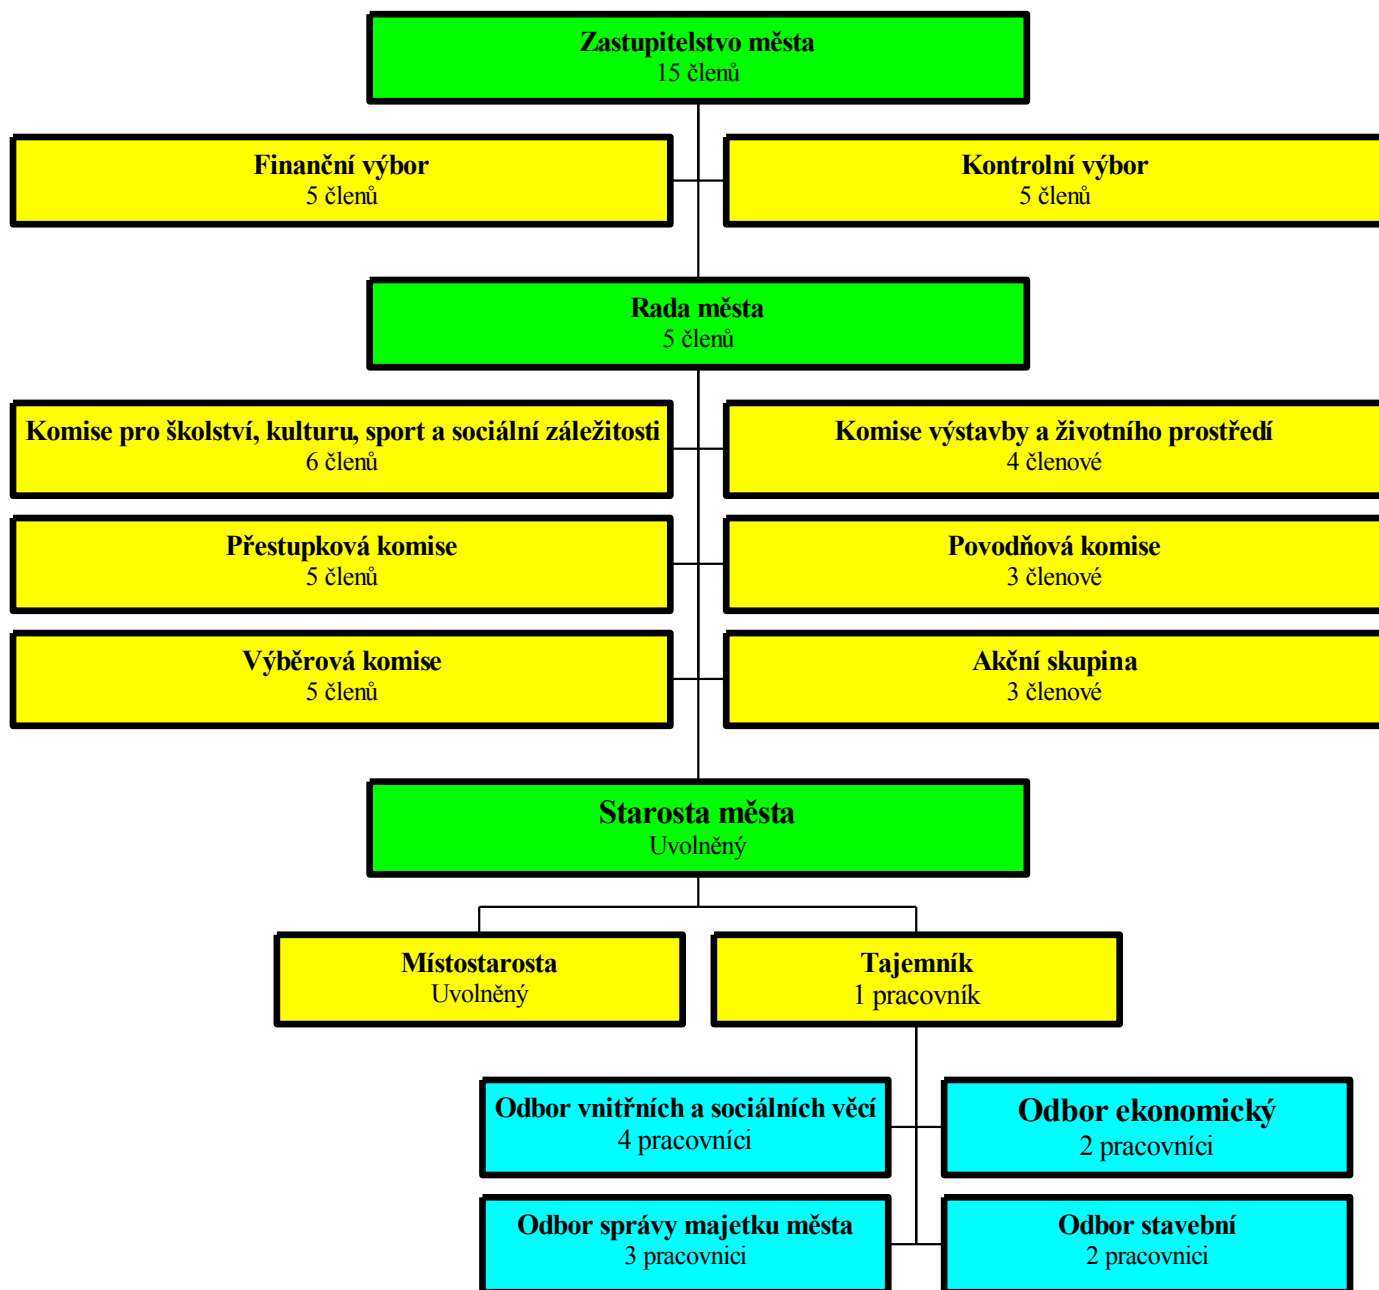 Zastupitelstvo města
15 členů
Finanční výbor
5 členů
Kontrolní výbor
5 členů
Rada města
5 členů
Komise pro školství, kulturu, sport a sociální záležitosti
6 členů
Komise výstavby a životního prostředí
4 členové
Přestupková komise
5 členů
Povodňová komise
3 členové
Výběrová komise
5 členů
Akční skupina
3 členové
Starosta města
Uvolněný
Místostarosta
Uvolněný
Tajemník
1 pracovník
Odbor vnitřních a sociálních věcí
4 pracovníci
Odbor ekonomický
2 pracovníci
Odbor správy majetku města
3 pracovnici
Odbor stavební
2 pracovnici